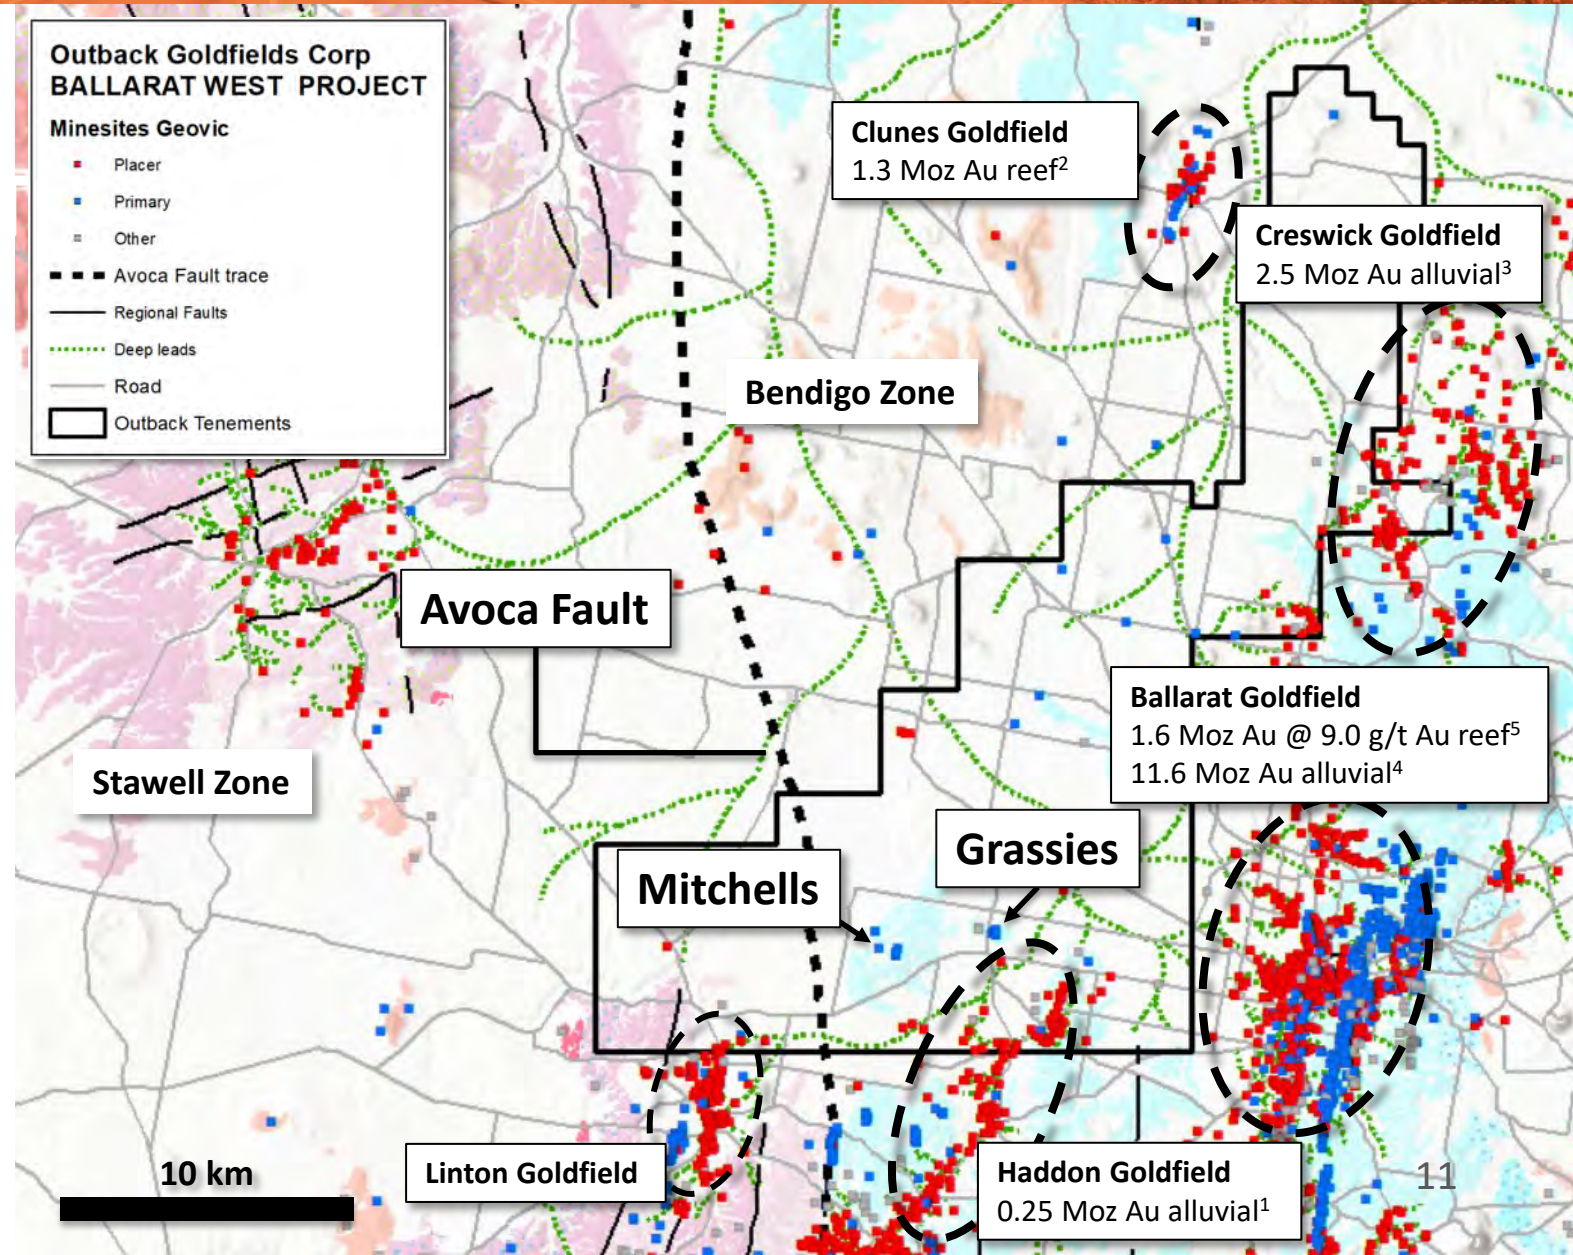 Outback Goldfields Corp
BALLARAT WEST PROJECT
Minesites Geovic
Placer
Primary
Other
Avoca Fault trace
Regional Faults
Deep leads
Road
Outback Tenements
Clunes Goldfield
1.3 Moz Au reef²
Creswick Goldfield
2.5 Moz Au alluvial³
Bendigo Zone
Avoca Fault
Ballarat Goldfield
1.6 Moz Au @ 9.0 g/t Au reef⁵
11.6 Moz Au alluvial⁴
Stawell Zone
Grassies
Mitchells
Linton Goldfield
Haddon Goldfield
0.25 Moz Au alluvial¹
10 km
11